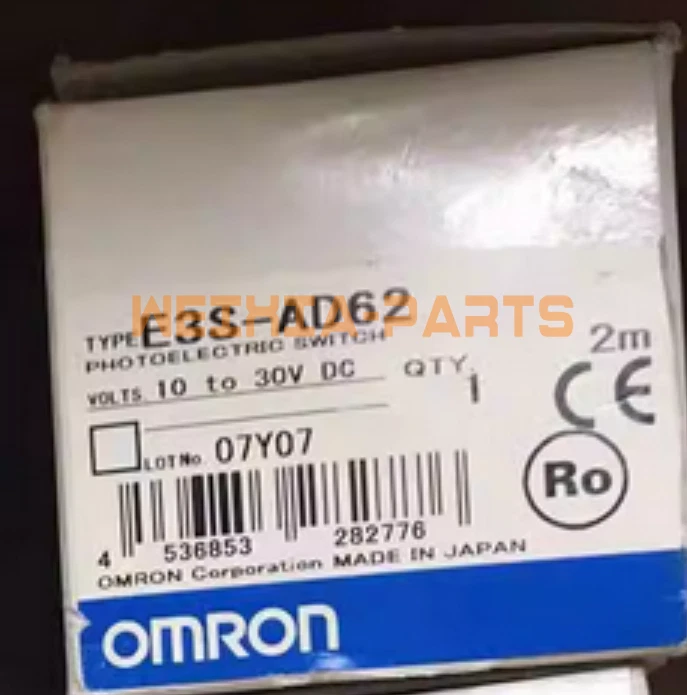 WEIHIA-PARTS
TYPE E3S-AD62
PHOTOELECTRIC SWITCH
2m
VOLTS 10 to 30V DC
QTY. 1
CE
LOT No. 07Y07
Ro
4 536853 282776
OMRON Corporation MADE IN JAPAN
OMRON